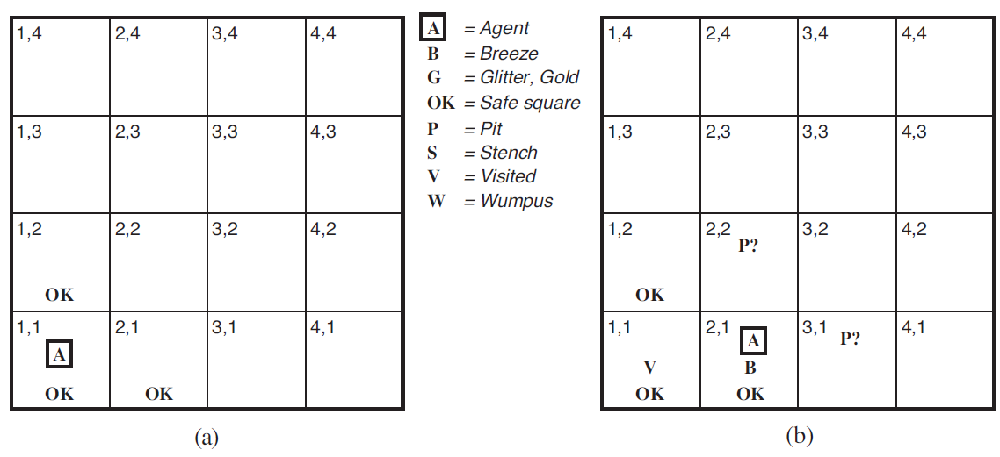 1,4 2,4 3,4 4,4
1,3 2,3 3,3 4,3
1,2 2,2 3,2 4,2
OK
1,1 2,1 3,1 4,1
A
OK OK
(a)
A = Agent
B = Breeze
G = Glitter, Gold
OK = Safe square
P = Pit
S = Stench
V = Visited
W = Wumpus
1,4 2,4 3,4 4,4
1,3 2,3 3,3 4,3
1,2 2,2 3,2 4,2
P?
OK
1,1 2,1 3,1 4,1
A P?
V B
OK OK
(b)